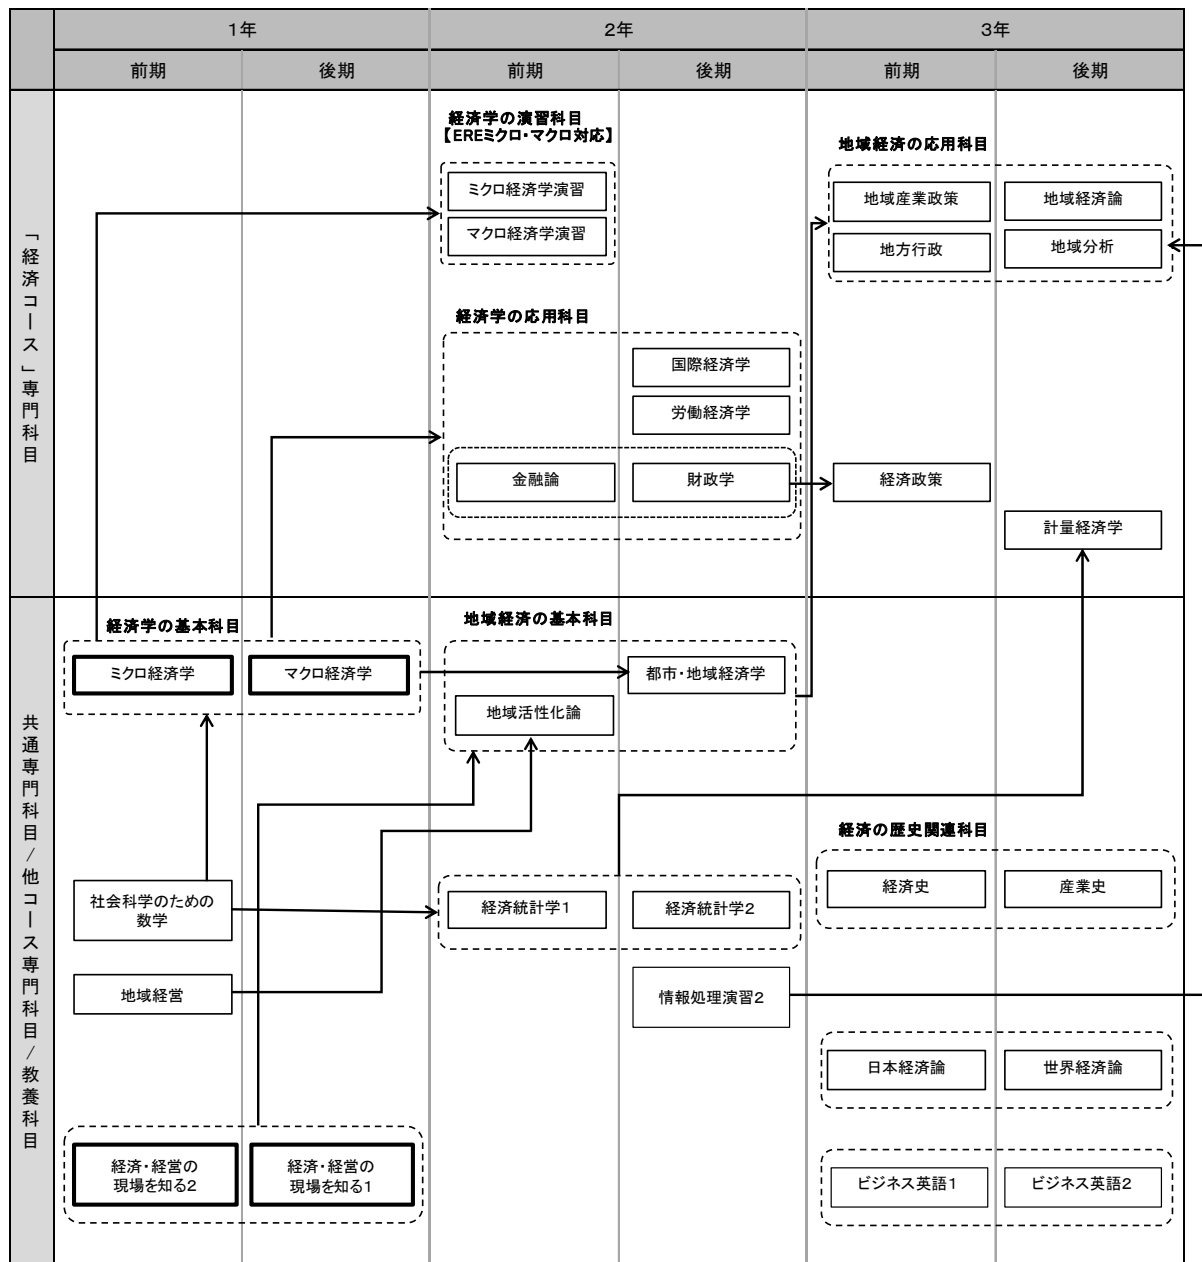 1年
2年
3年
前期
後期
前期
後期
前期
後期
「経済コース」専門科目
経済学の演習科目
【EREミクロ・マクロ対応】
ミクロ経済学演習
マクロ経済学演習
地域経済の応用科目
地域産業政策
地域経済論
地方行政
地域分析
経済学の応用科目
国際経済学
労働経済学
金融論
財政学
経済政策
計量経済学
共通専門科目/他コース専門科目/教養科目
経済学の基本科目
ミクロ経済学
マクロ経済学
地域経済の基本科目
都市・地域経済学
地域活性化論
経済の歴史関連科目
経済史
産業史
社会科学のための
数学
経済統計学1
経済統計学2
地域経営
情報処理演習2
日本経済論
世界経済論
経済・経営の
現場を知る2
経済・経営の
現場を知る1
ビジネス英語1
ビジネス英語2